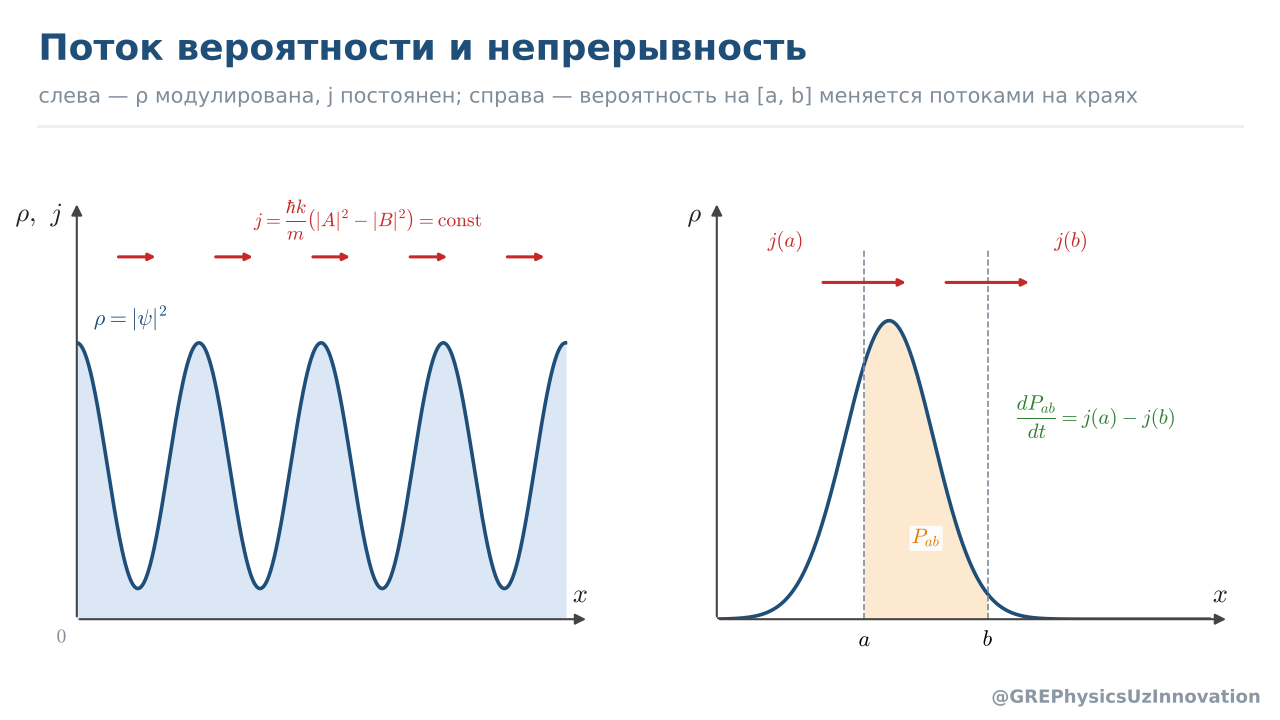 Поток вероятности и непрерывность
слева — ρ модулирована, j постоянен; справа — вероятность на [a, b] меняется потоками на краях
ρ, j
j = ħk/m (|A|² − |B|²) = const
ρ = |ψ|²
x
0
ρ
j(a)
j(b)
dP_ab/dt = j(a) − j(b)
P_ab
x
a
b
@GREPhysicsUzInnovation